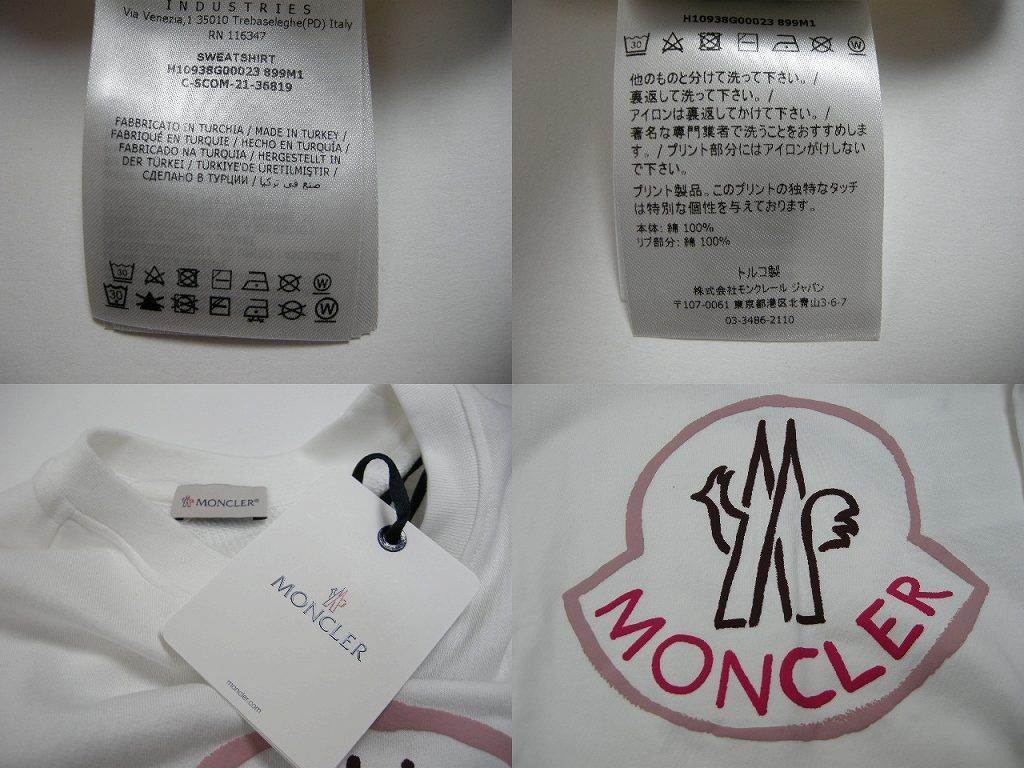 INDUSTRIES
Via Venezia,1 35010 Trebaseleghe(PD) Italy
RN 116347
SWEATSHIRT
H10938G00023 899M1
C-SCOM-21-36819
FABBRICATO IN TURCHIA / MADE IN TURKEY /
FABRIQUÉ EN TURQUIE / HECHO EN TURQUÍA /
FABRICADO NA TURQUIA / HERGESTELLT IN
DER TÜRKEI / TÜRKIYE'DE ÜRETILMIŞTIR /
СДЕЛАНО В ТУРЦИИ / صنع في تركيا
30
W
30
W
H10938G00023 899M1
30
W
他のものと分けて洗って下さい。/
裏返して洗って下さい。/
アイロンは裏返してかけて下さい。/
著名な専門業者で洗うことをおすすめしま
す。/ プリント部分にはアイロンがけしない
で下さい。
プリント製品。このプリントの独特なタッチ
は特別な個性を与えております。
本体: 綿 100%
リブ部分: 綿 100%
トルコ製
株式会社モンクレール ジャパン
〒107-0061 東京都港区北青山3-6-7
03-3486-2110
MONCLER®
MONCLER
moncler.com
MONCLER